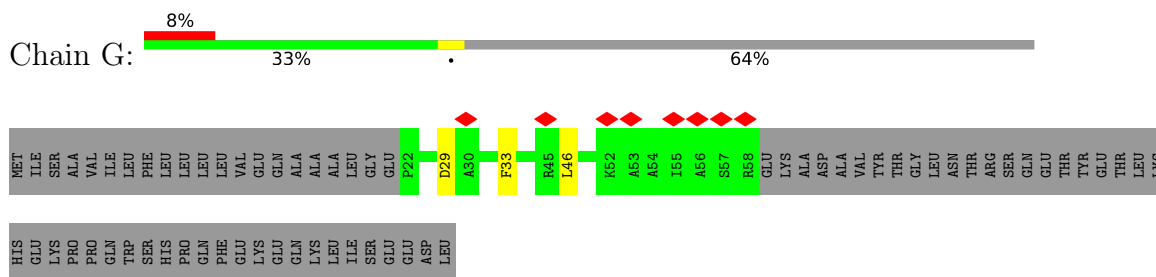 8%
Chain G:
33%
•
64%
MET ILE SER ALA VAL ILE LEU PHE LEU LEU LEU LEU VAL GLU GLN ALA ALA ALA LEU GLY GLU P22 D29 A30 F33 R45 L46 K52 A53 A54 I55 A56 S57 R58 GLU LYS ALA ASP ALA VAL TYR THR GLY LEU ASN THR ARG SER GLN GLU THR TYR GLU THR LEU LYS
HIS GLU LYS PRO PRO GLN TRP SER HIS PRO GLN PHE GLU LYS GLU GLN LYS LEU ILE SER GLU GLU ASP LEU